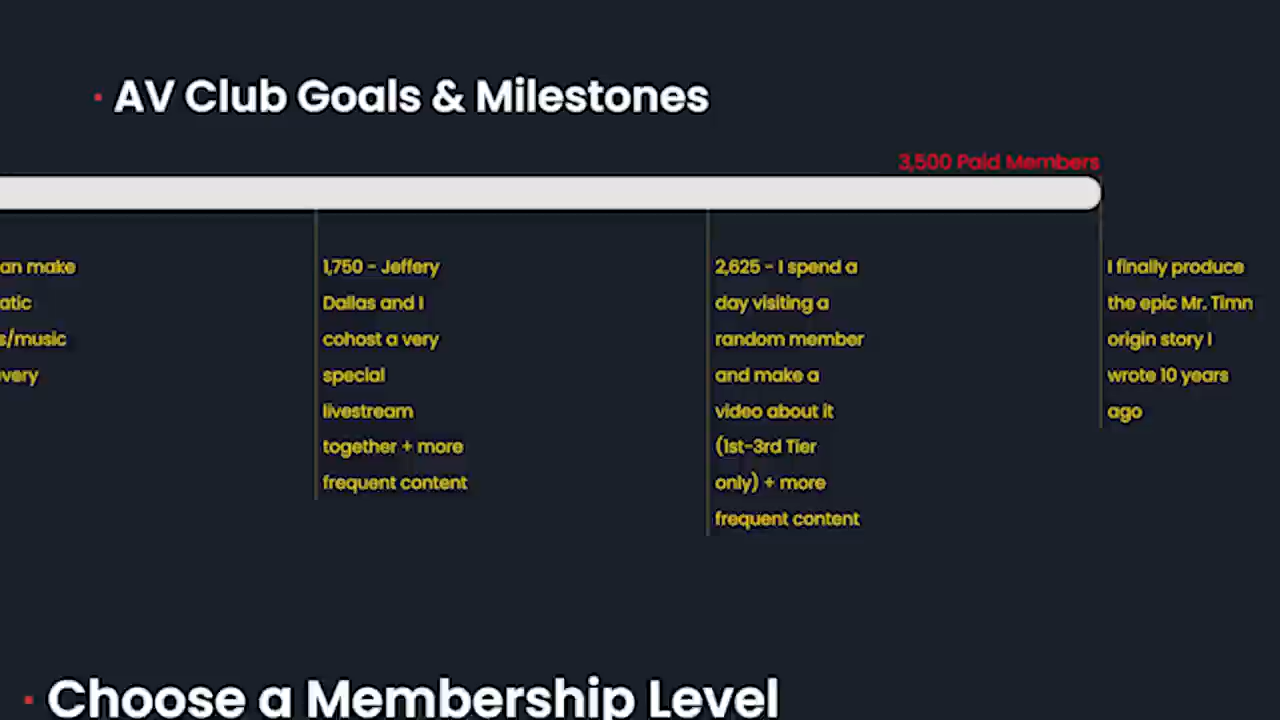 · AV Club Goals & Milestones
3,500 Paid Members
an make
atic
s/music
very
1,750 - Jeffery
Dallas and I
cohost a very
special
livestream
together + more
frequent content
2,625 - I spend a
day visiting a
random member
and make a
video about it
(1st-3rd Tier
only) + more
frequent content
I finally produce
the epic Mr. Timn
origin story I
wrote 10 years
ago
· Choose a Membership Level